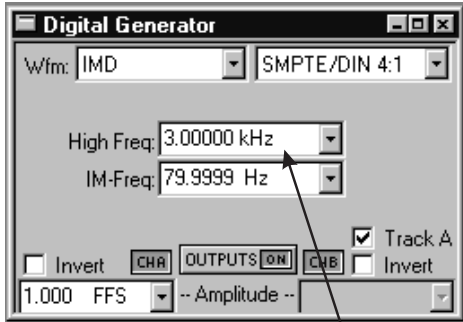 Digital Generator
Wfm: IMD SMPTE/DIN 4:1
High Freq: 3.00000 kHz
IM-Freq: 79.9999 Hz
Track A
Invert CHA OUTPUTS ON CHB Invert
1.000 FFS -- Amplitude --